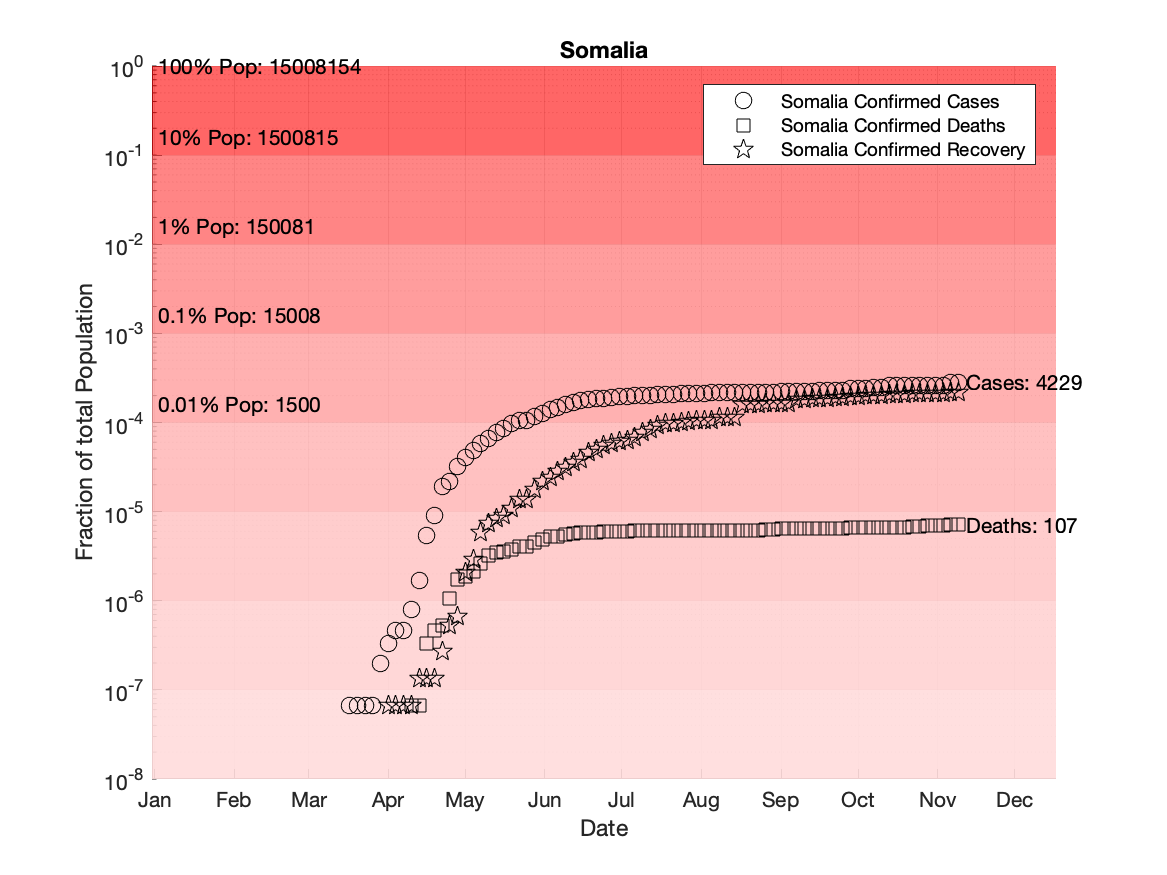 Somalia
10^0
100% Pop: 15008154
Somalia Confirmed Cases
Somalia Confirmed Deaths
Somalia Confirmed Recovery
10% Pop: 1500815
10^-1
1% Pop: 150081
10^-2
0.1% Pop: 15008
10^-3
Cases: 4229
0.01% Pop: 1500
10^-4
10^-5
Deaths: 107
10^-6
10^-7
10^-8
Fraction of total Population
Jan Feb Mar Apr May Jun Jul Aug Sep Oct Nov Dec
Date